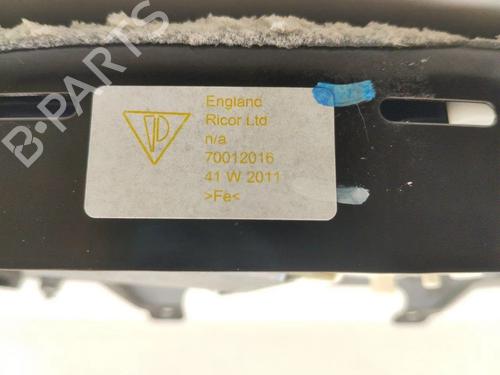 B-PARTS
England
Ricor Ltd
n/a
70012016
41 W 2011
>Fe<